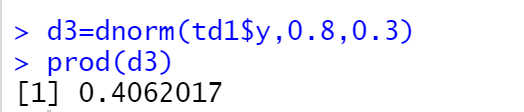 > d3=dnorm(td1$y,0.8,0.3)
> prod(d3)
[1] 0.4062017